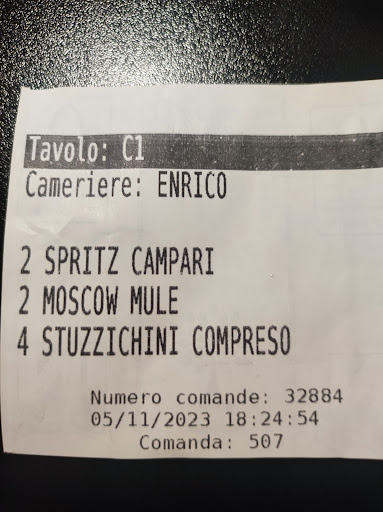 Tavolo: C1
Cameriere: ENRICO
2 SPRITZ CAMPARI
2 MOSCOW MULE
4 STUZZICHINI COMPRESO
Numero comande: 32884
05/11/2023 18:24:54
Comanda: 507